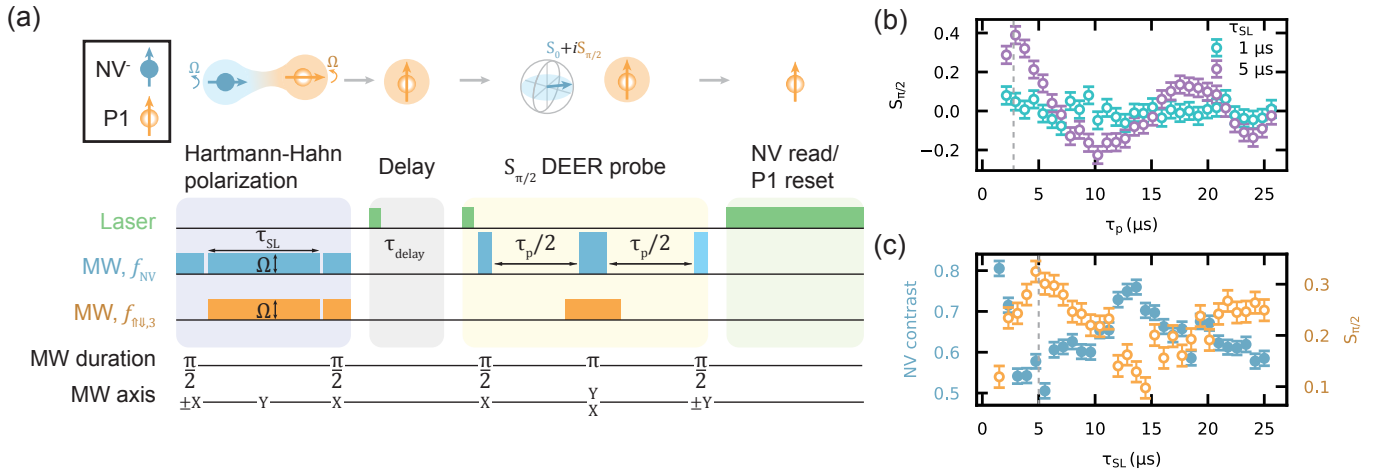 (a)
NV⁻
P1
Ω
Ω
S₀+iS_π/2
Hartmann-Hahn
polarization
Delay
S_π/2 DEER probe
NV read/
P1 reset
Laser
τ_SL
τ_delay
τ_p/2
τ_p/2
MW, f_NV
Ω
MW, f_⇑⇓,3
Ω
MW duration
π/2
π/2
π/2
π
π/2
MW axis
±X
Y
X
X
Y
X
±Y
(b)
τ_SL
1 μs
5 μs
S_π/2
0.4
0.2
0.0
−0.2
0
5
10
15
20
25
τ_p (μs)
(c)
NV contrast
0.8
0.7
0.6
0.5
0.3
0.2
0.1
S_π/2
0
5
10
15
20
25
τ_SL (μs)